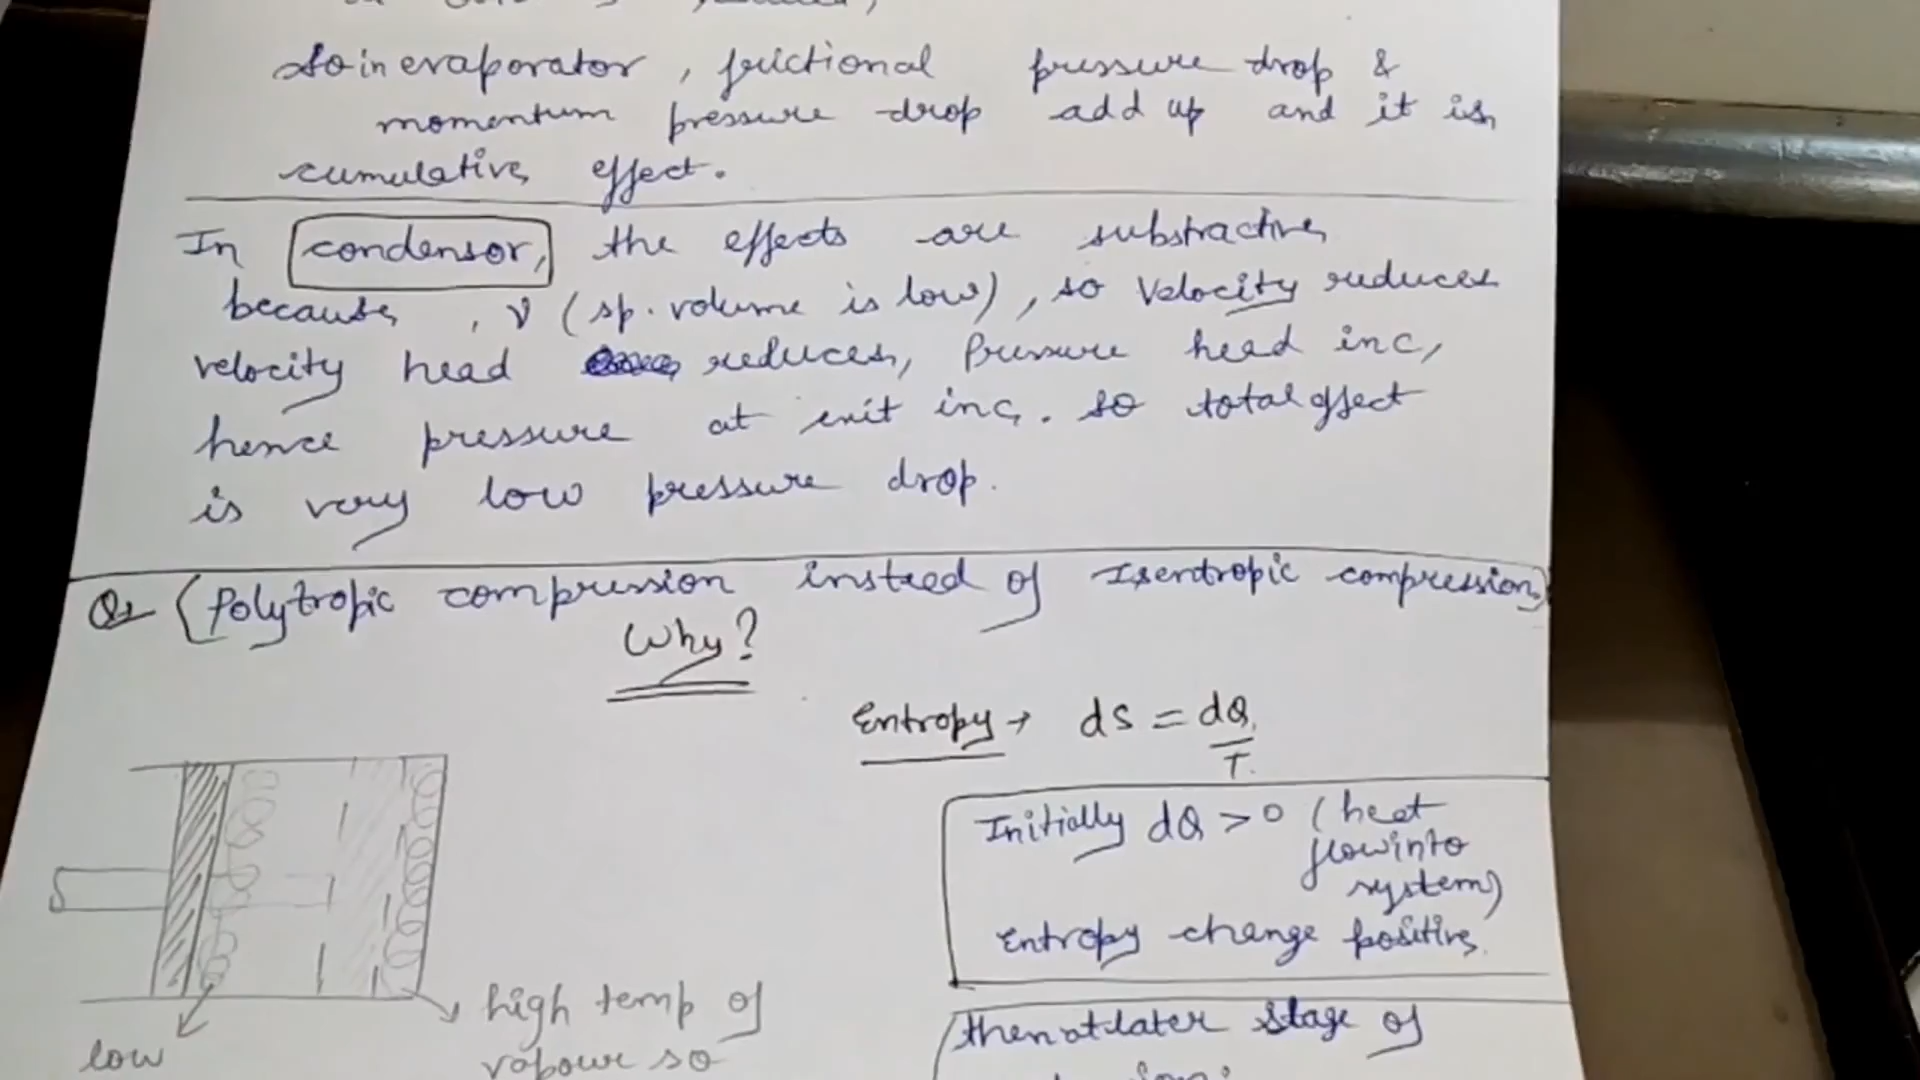 So in evaporator, frictional pressure drop &
momentum pressure drop add up and it is
cumulative effect.
In condensor, the effects are substractive
because, ν (sp. volume is low), so velocity reduces
velocity head reduces, Pressure head inc,
hence pressure at exit inc. so total effect
is very low pressure drop.
Q2 (Polytropic compression instead of Isentropic compression)
Why?
Entropy → dS = dQ/T.
Initially dQ > 0 (heat
flow into
system)
Entropy change positive.
then at later stage of
high temp of
vapour so
low